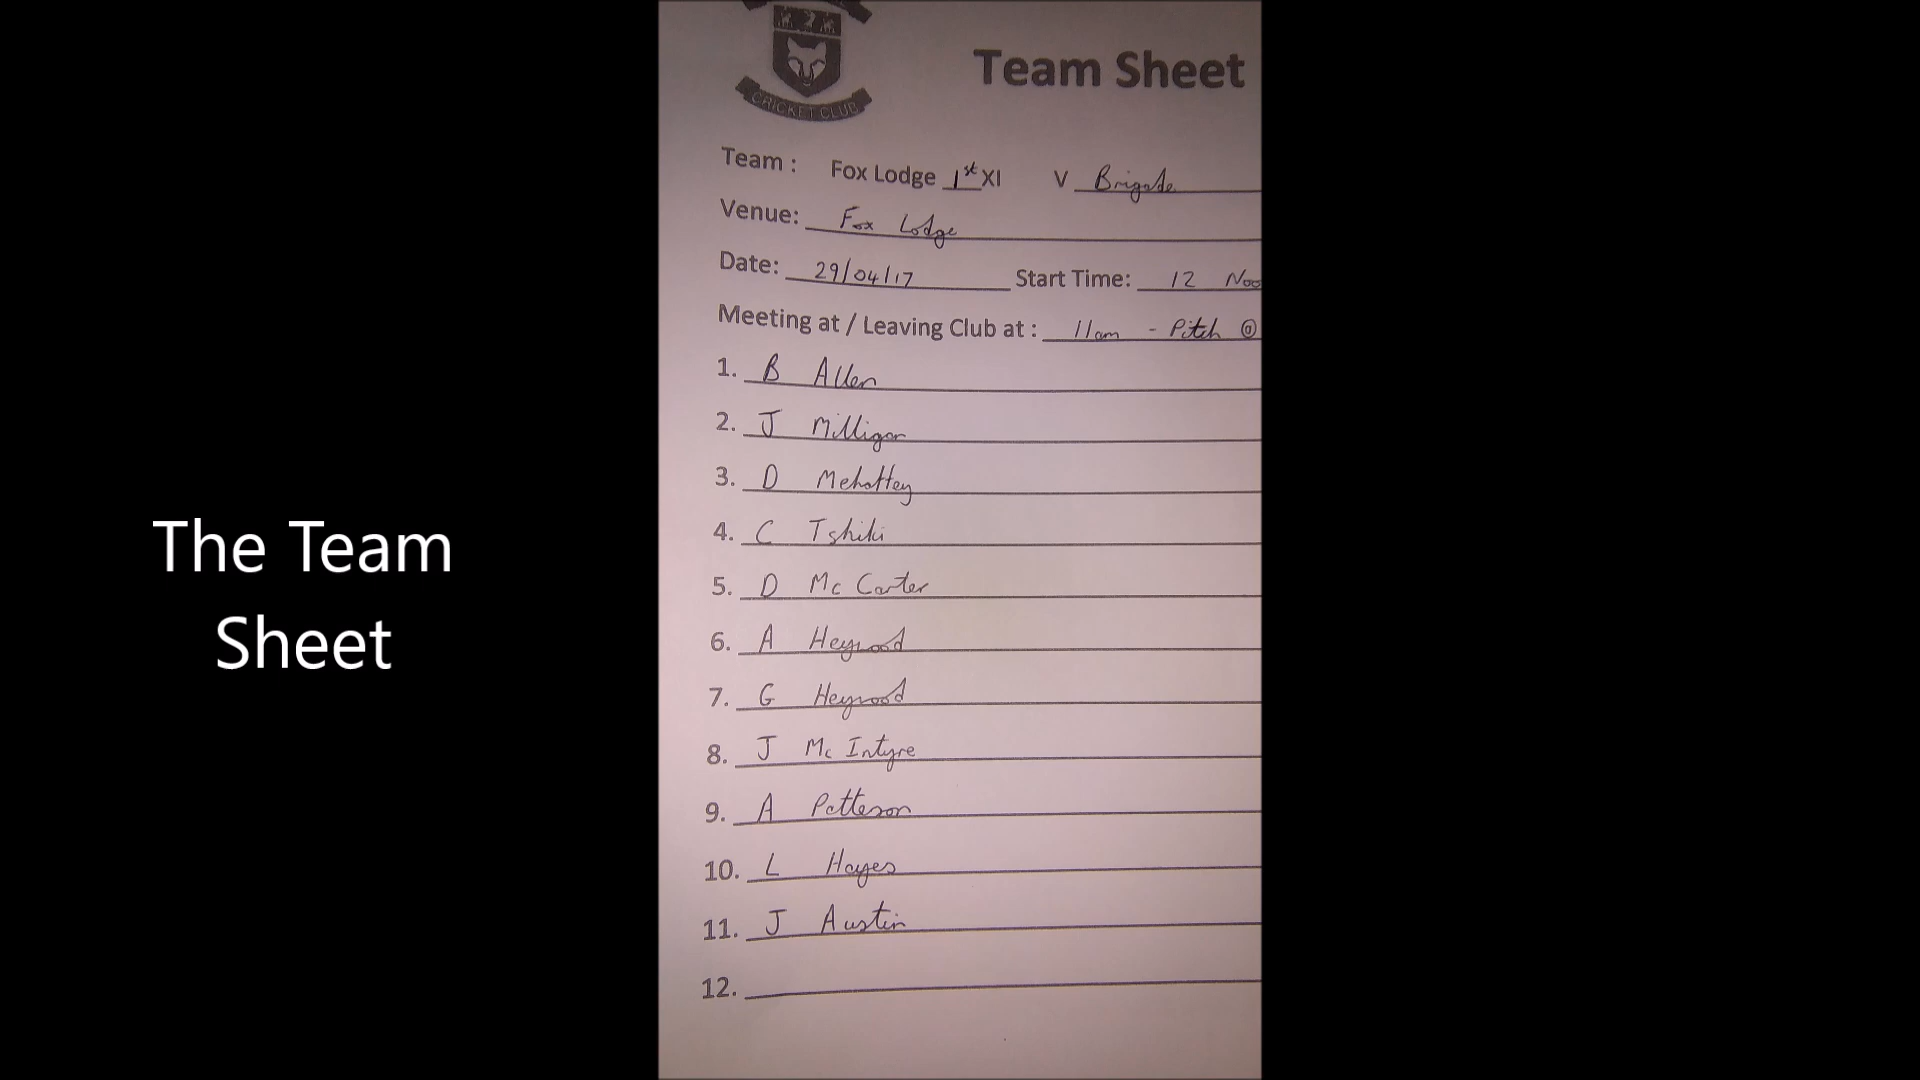 CRICKET CLUB
Team Sheet
Team : Fox Lodge 1st XI V Brigade
Venue: Fox Lodge
Date: 29/04/17 Start Time: 12 Noo
Meeting at / Leaving Club at : 11am - Pitch @
1. B Allen
2. J Milligan
3. D Mehaffey
4. C Tshiki
5. D Mc Carter
6. A Heywood
7. G Heywood
8. J Mc Intyre
9. A Patterson
10. L Hayes
11. J Austin
12.
The Team
Sheet